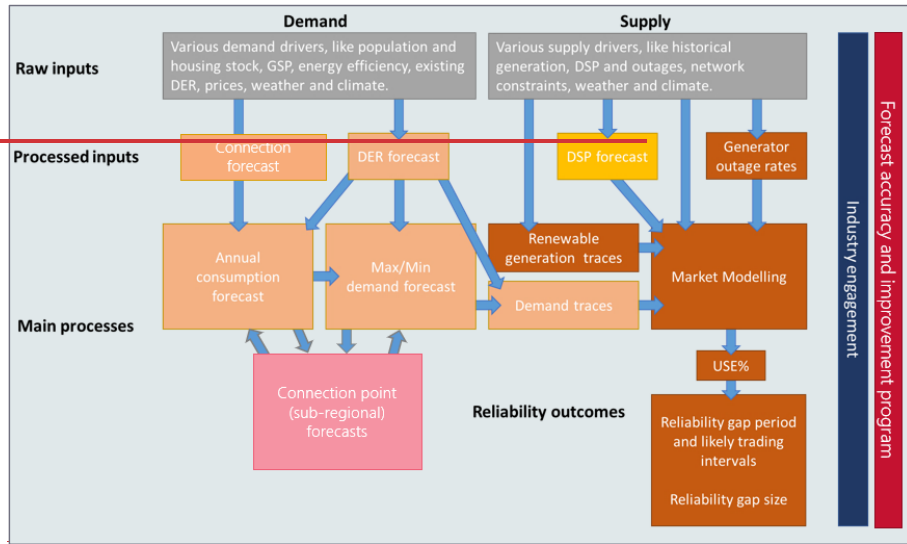 Demand
Supply
Raw inputs
Various demand drivers, like population and
housing stock, GSP, energy efficiency, existing
DER, prices, weather and climate.
Various supply drivers, like historical
generation, DSP and outages, network
constraints, weather and climate.
Processed inputs
Connection
forecast
DER forecast
DSP forecast
Generator
outage rates
Main processes
Annual
consumption
forecast
Max/Min
demand forecast
Renewable
generation traces
Demand traces
Market Modelling
USE%
Connection point
(sub-regional)
forecasts
Reliability outcomes
Reliability gap period
and likely trading
intervals
Reliability gap size
Industry engagement
Forecast accuracy and improvement program